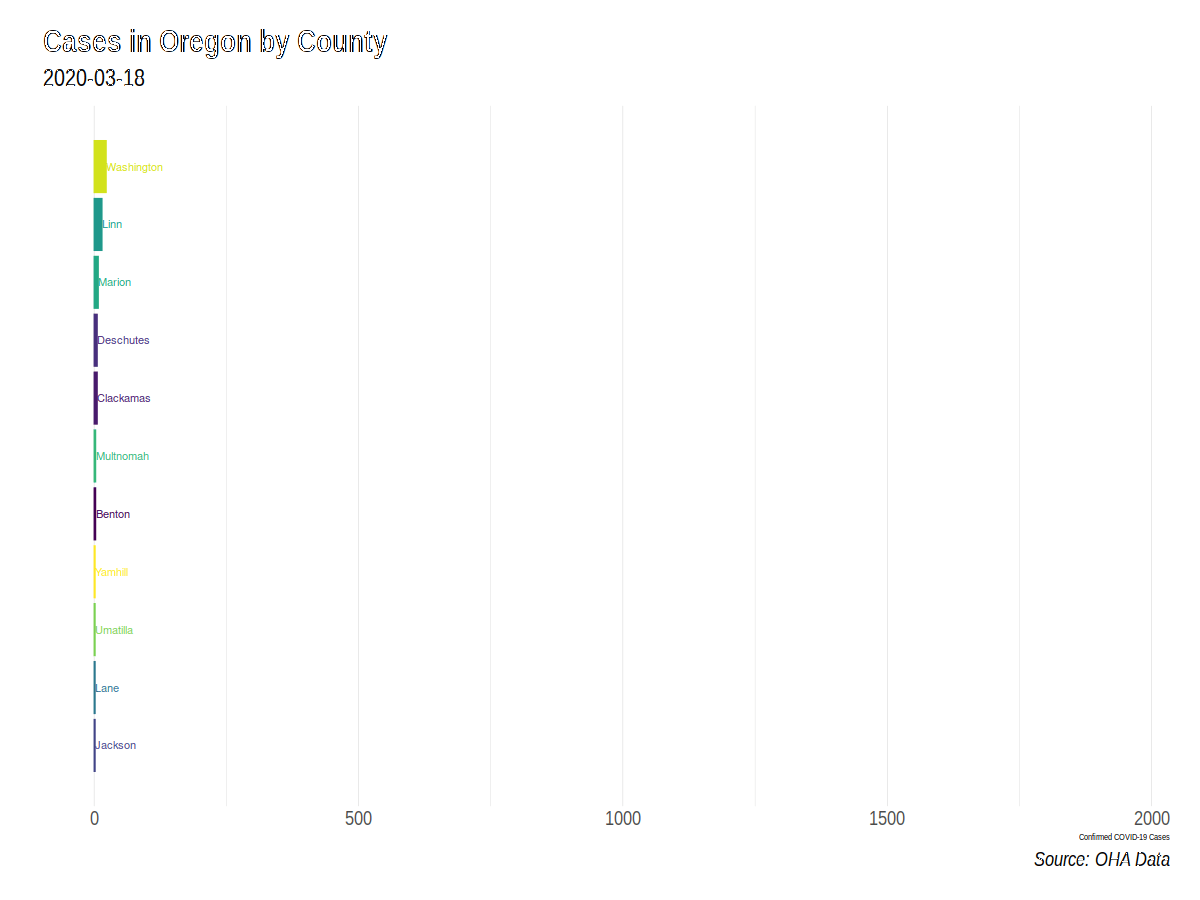 Cases in Oregon by County
2020-03-18
Washington
Linn
Marion
Deschutes
Clackamas
Multnomah
Benton
Yamhill
Umatilla
Lane
Jackson
0 500 1000 1500 2000
Confirmed COVID-19 Cases
Source: OHA Data